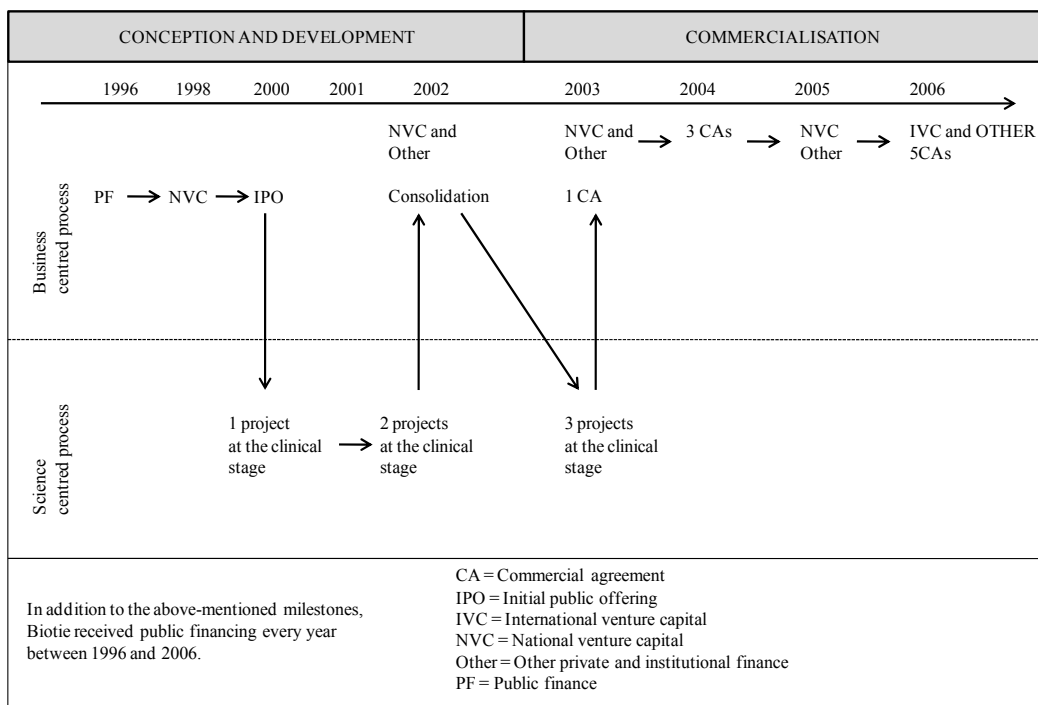 CONCEPTION AND DEVELOPMENT
COMMERCIALISATION
1996 1998 2000 2001 2002 2003 2004 2005 2006
NVC and
Other
NVC and
Other
3 CAs
NVC
Other
IVC and OTHER
5CAs
Business
centred process
PF
NVC
IPO
Consolidation
1 CA
Science
centred process
1 project
at the clinical
stage
2 projects
at the clinical
stage
3 projects
at the clinical
stage
In addition to the above-mentioned milestones,
Biotie received public financing every year
between 1996 and 2006.
CA = Commercial agreement
IPO = Initial public offering
IVC = International venture capital
NVC = National venture capital
Other = Other private and institutional finance
PF = Public finance